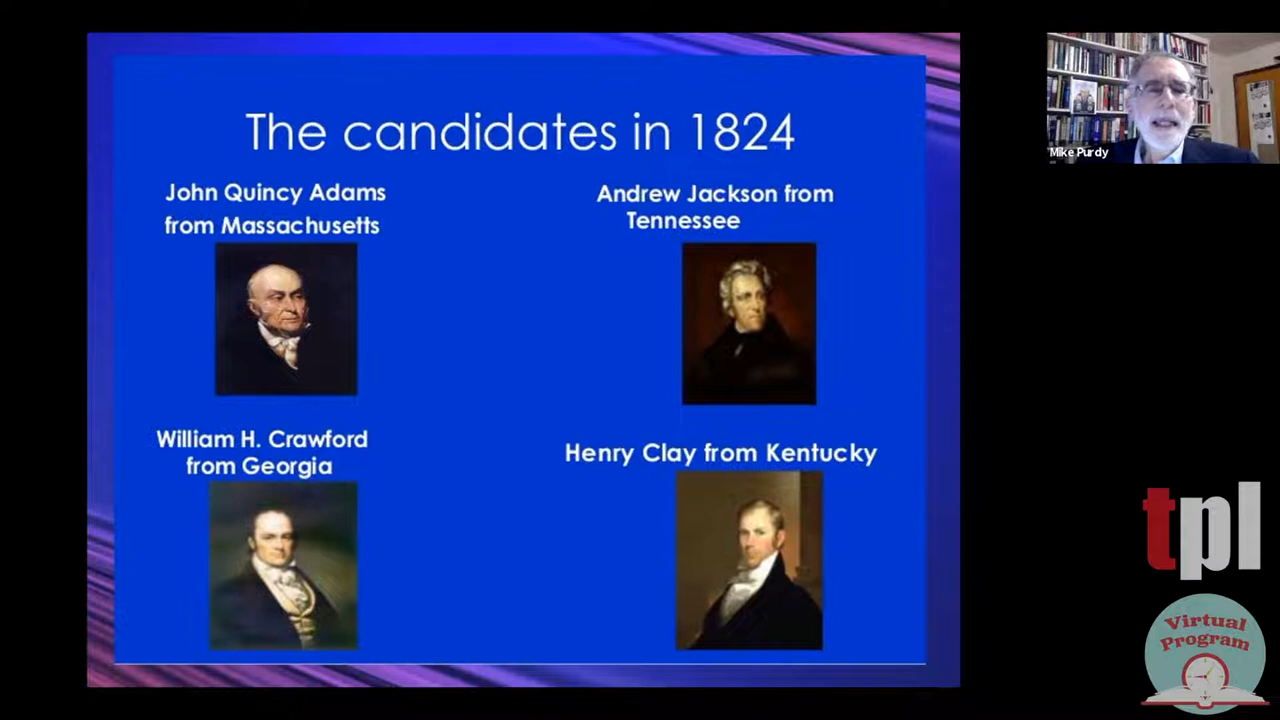 The candidates in 1824
John Quincy Adams
from Massachusetts
Andrew Jackson from
Tennessee
William H. Crawford
from Georgia
Henry Clay from Kentucky
Mike Purdy
tpl
Virtual
Program